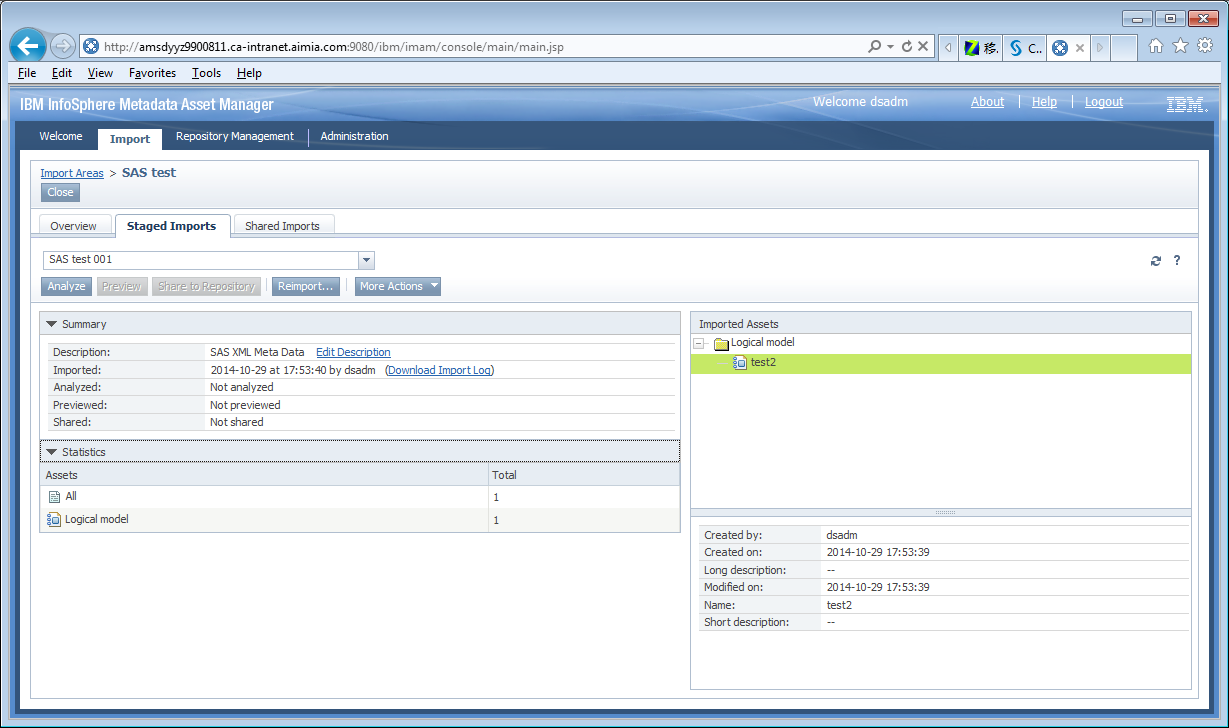 http://amsdyyz9900811.ca-intranet.aimia.com:9080/ibm/imam/console/main/main.jsp
移.
C..
File Edit View Favorites Tools Help
IBM InfoSphere Metadata Asset Manager
Welcome dsadm
About Help Logout
IBM.
Welcome Import Repository Management Administration
Import Areas > SAS test
Close
Overview Staged Imports Shared Imports
SAS test 001
?
Analyze Preview Share to Repository Reimport... More Actions
Summary
Description: SAS XML Meta Data Edit Description
Imported: 2014-10-29 at 17:53:40 by dsadm (Download Import Log)
Analyzed: Not analyzed
Previewed: Not previewed
Shared: Not shared
Statistics
Assets Total
All 1
Logical model 1
Imported Assets
Logical model
test2
Created by: dsadm
Created on: 2014-10-29 17:53:39
Long description: --
Modified on: 2014-10-29 17:53:39
Name: test2
Short description: --